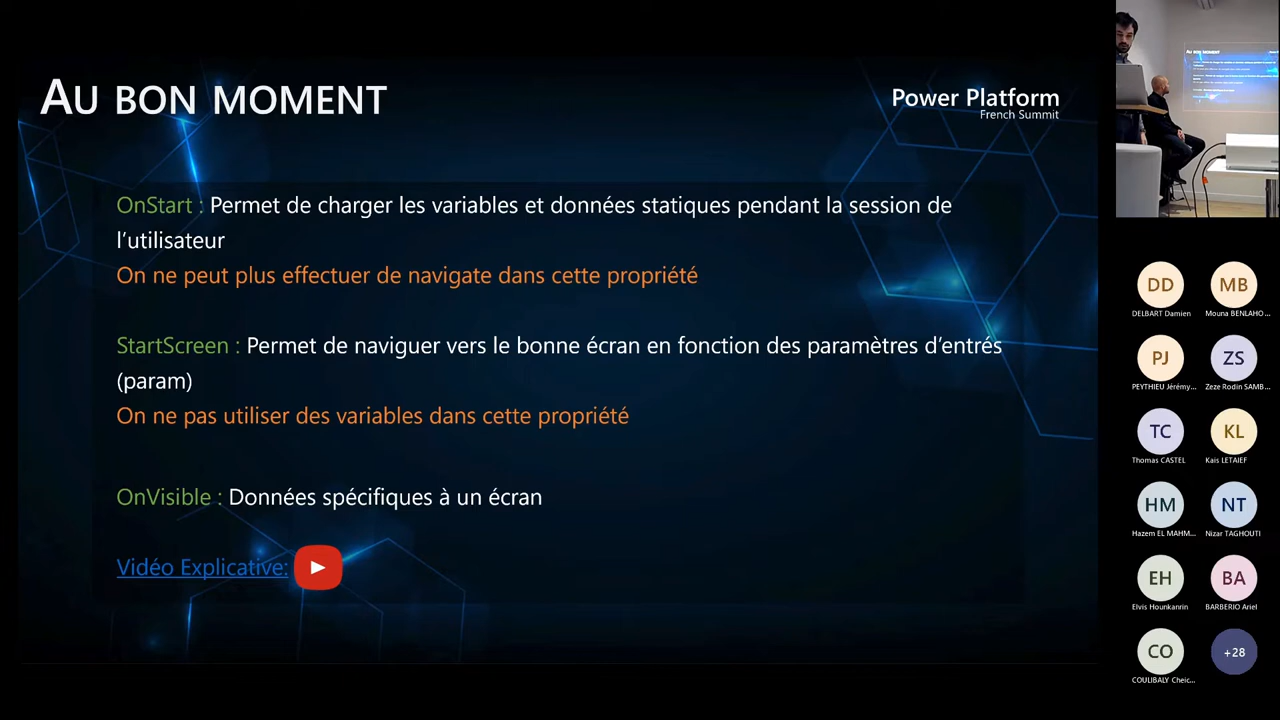 AU BON MOMENT
Power Platform
French Summit
OnStart : Permet de charger les variables et données statiques pendant la session de
l’utilisateur
On ne peut plus effectuer de navigate dans cette propriété
StartScreen : Permet de naviguer vers le bonne écran en fonction des paramètres d’entrés
(param)
On ne pas utiliser des variables dans cette propriété
OnVisible : Données spécifiques à un écran
Vidéo Explicative:
AU BON MOMENT
DD
MB
DELBART Damien
Mouna BENLAHO...
PJ
ZS
PEYTHIEU Jérémy...
Zeze Rodin SAMB...
TC
KL
Thomas CASTEL
Kais LETAIEF
HM
NT
Hazem EL MAHM...
Nizar TAGHOUTI
EH
BA
Elvis Hounkanrin
BARBERIO Ariel
CO
+28
COULIBALY Cheic...